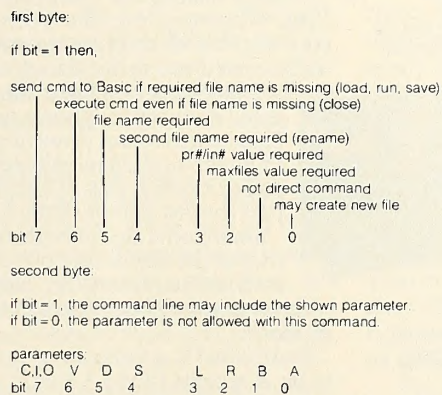 first byte:
if bit = 1 then,
send cmd to Basic if required file name is missing (load, run, save)
execute cmd even if file name is missing (close)
file name required
second file name required (rename)
pr#/in# value required
maxfiles value required
not direct command
may create new file
bit 7 6 5 4 3 2 1 0
second byte:
if bit = 1, the command line may include the shown parameter.
if bit = 0, the parameter is not allowed with this command.
parameters:
C,I,O V D S L R B A
bit 7 6 5 4 3 2 1 0